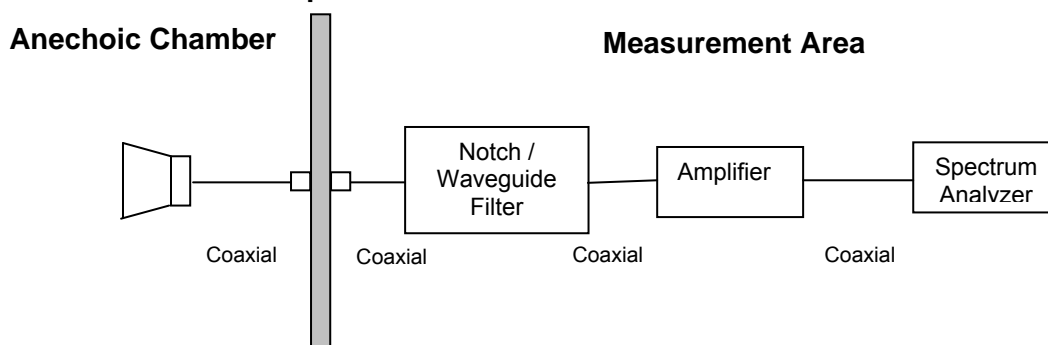 Anechoic Chamber
Measurement Area
Notch /
Waveguide
Filter
Amplifier
Spectrum
Analyzer
Coaxial
Coaxial
Coaxial
Coaxial